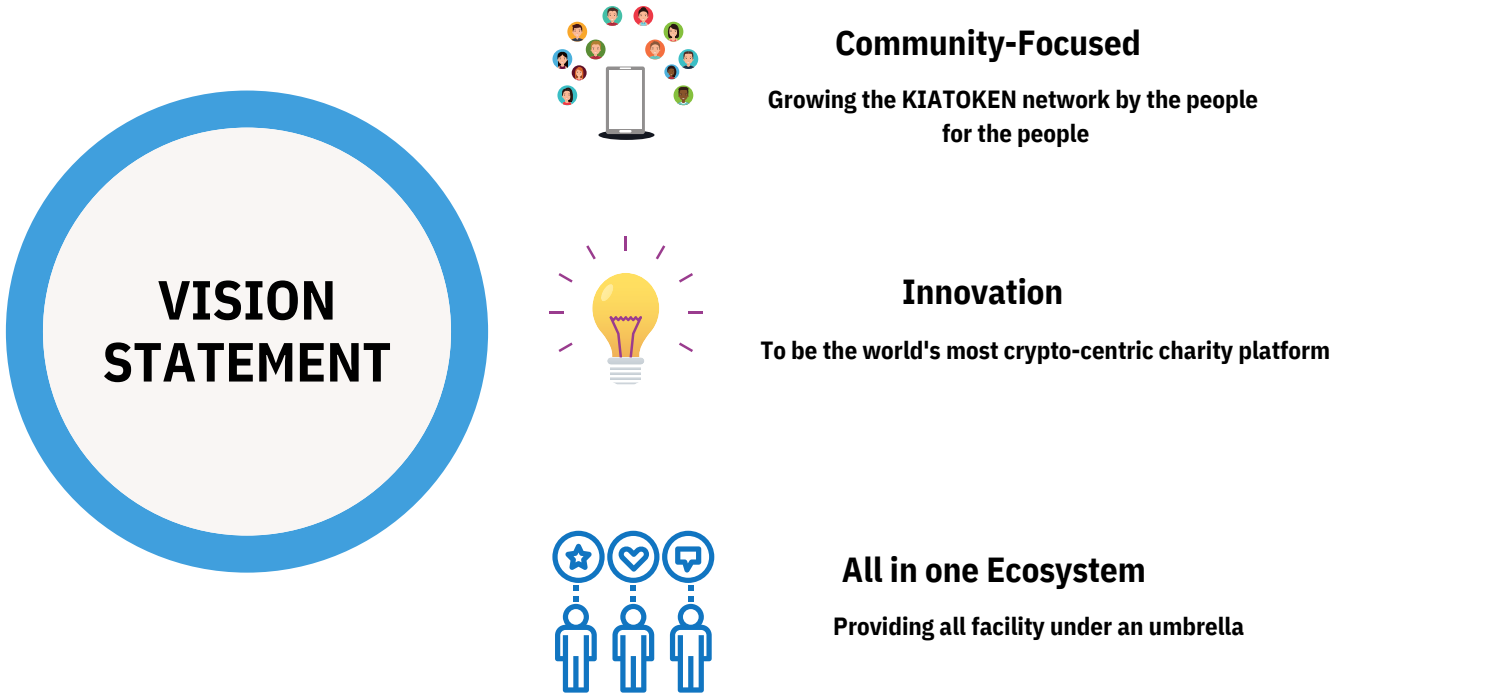 VISION
STATEMENT
Community-Focused
Growing the KIATOKEN network by the people
for the people
Innovation
To be the world's most crypto-centric charity platform
All in one Ecosystem
Providing all facility under an umbrella